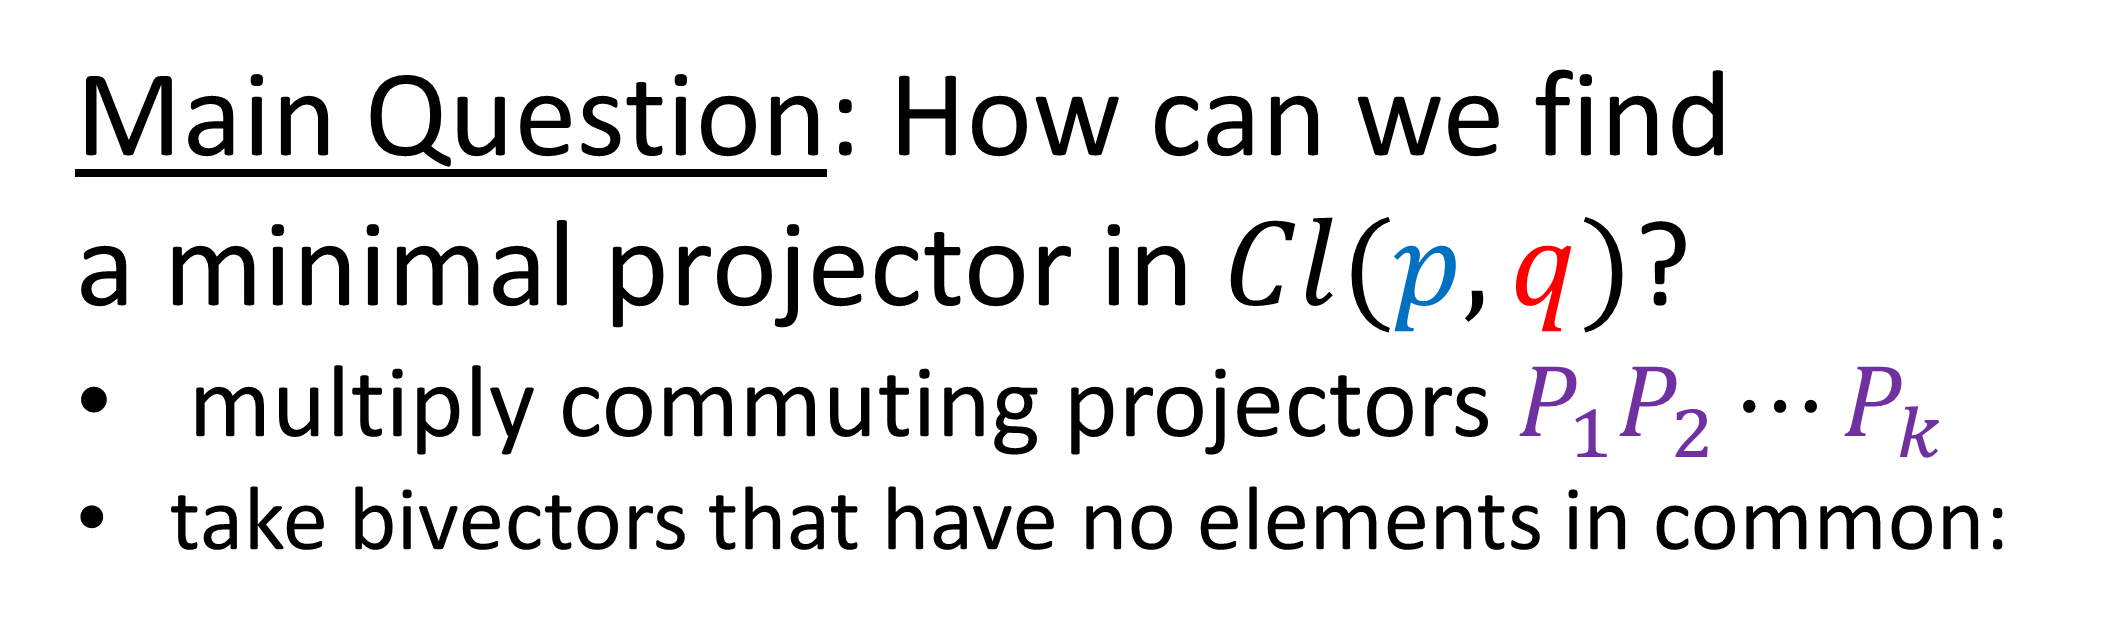 Main Question: How can we find
a minimal projector in Cl(p, q)?
• multiply commuting projectors P₁P₂ ⋯ Pₖ
• take bivectors that have no elements in common: